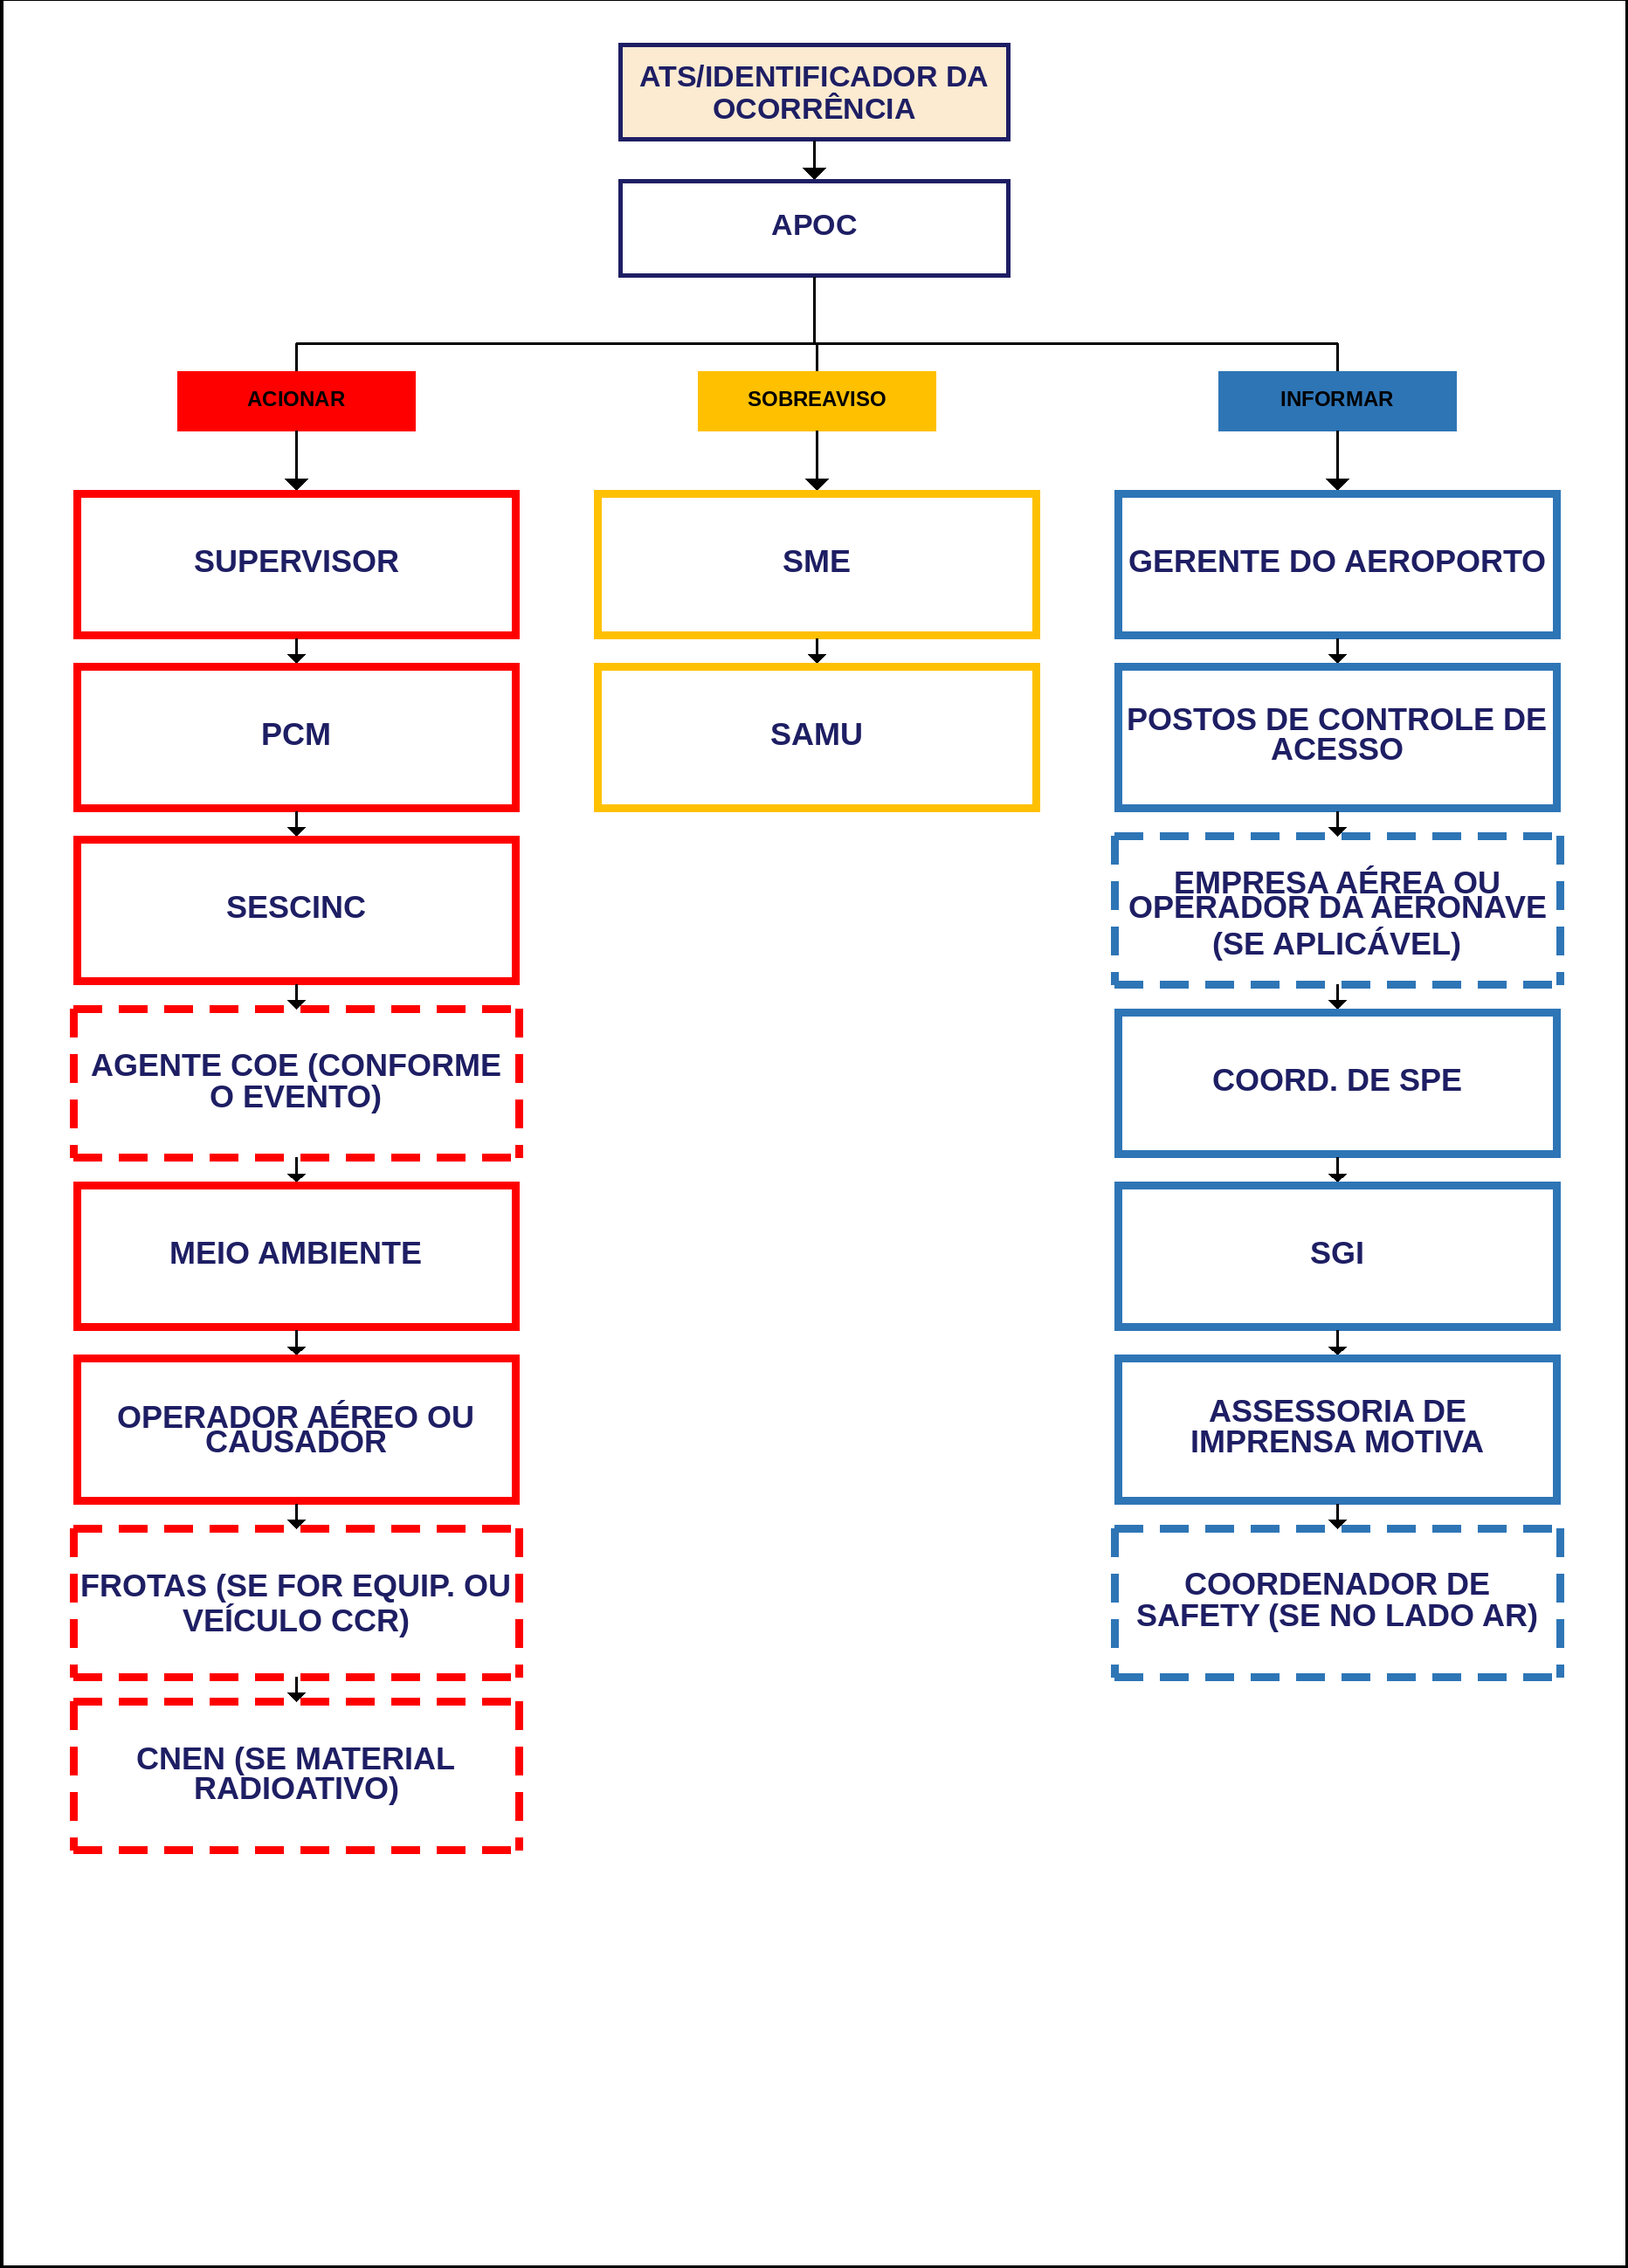 ATS/IDENTIFICADOR DA
OCORRÊNCIA
APOC
ACIONAR
SOBREAVISO
INFORMAR
SUPERVISOR
PCM
SESCINC
AGENTE COE (CONFORME
O EVENTO)
MEIO AMBIENTE
OPERADOR AÉREO OU
CAUSADOR
FROTAS (SE FOR EQUIP. OU
VEÍCULO CCR)
CNEN (SE MATERIAL
RADIOATIVO)
SME
SAMU
GERENTE DO AEROPORTO
POSTOS DE CONTROLE DE
ACESSO
EMPRESA AÉREA OU
OPERADOR DA AERONAVE
(SE APLICÁVEL)
COORD. DE SPE
SGI
ASSESSORIA DE
IMPRENSA MOTIVA
COORDENADOR DE
SAFETY (SE NO LADO AR)